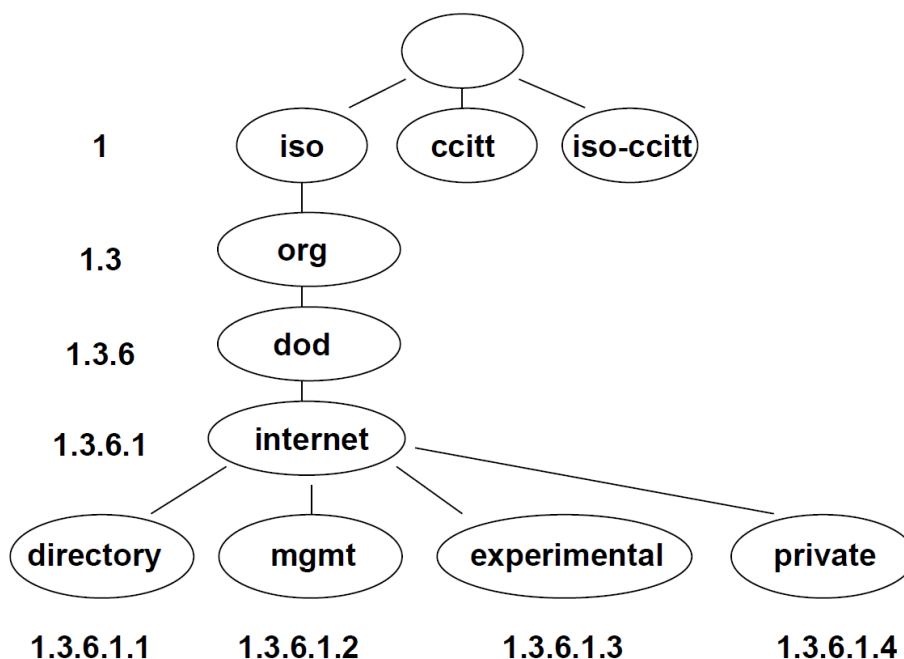 1 iso ccitt iso-ccitt
1.3 org
1.3.6 dod
1.3.6.1 internet
directory mgmt experimental private
1.3.6.1.1 1.3.6.1.2 1.3.6.1.3 1.3.6.1.4